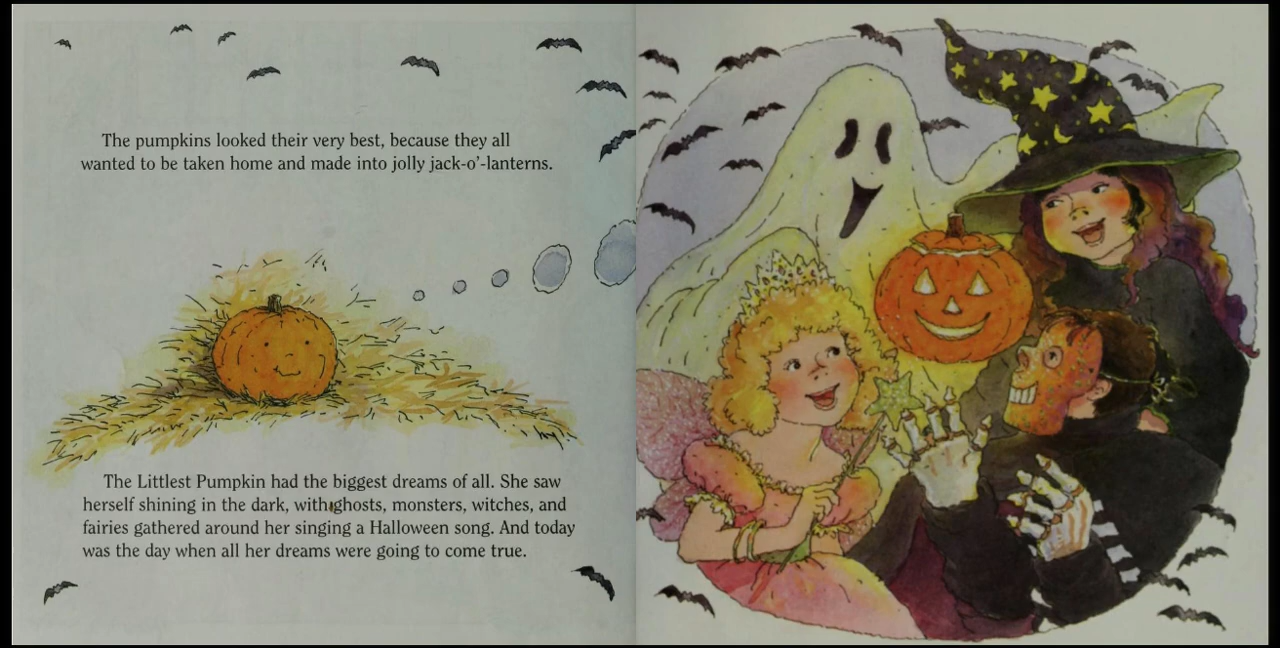 The pumpkins looked their very best, because they all
wanted to be taken home and made into jolly jack-o'-lanterns.
The Littlest Pumpkin had the biggest dreams of all. She saw
herself shining in the dark, with ghosts, monsters, witches, and
fairies gathered around her singing a Halloween song. And today
was the day when all her dreams were going to come true.